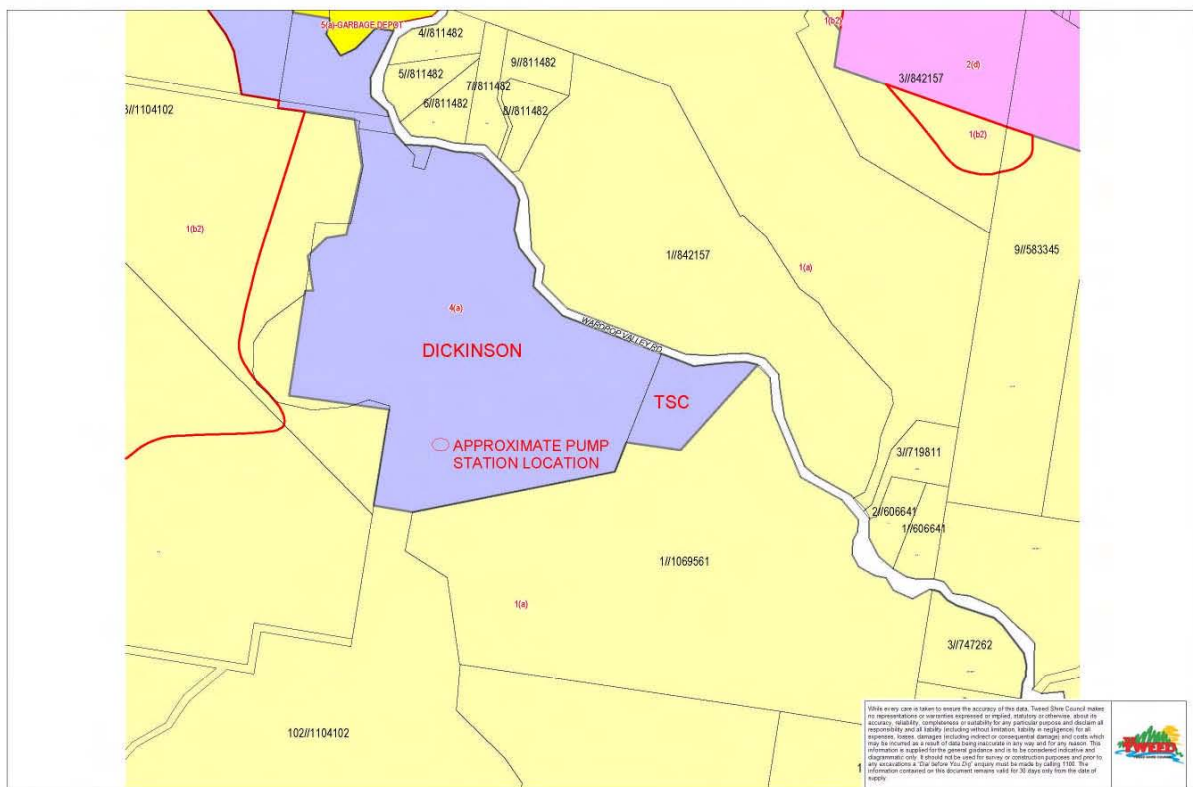 5(a)-GARBAGE DEPOT
4//811482
9//811482
5//811482
7//811482
6//811482
8//811482
1(b2)
2(d)
3//842157
1(b2)
3//1104102
1(b2)
1//842157
1(a)
9//583345
4(a)
WARDROP VALLEY RD
DICKINSON
TSC
APPROXIMATE PUMP
STATION LOCATION
3//719811
2//606641
1//606641
1//1069561
1(a)
3//747262
102//1104102
1
While every care is taken to ensure the accuracy of this data, Tweed Shire Council makes
no representations or warranties expressed or implied, statutory or otherwise, about its
accuracy, reliability, completeness or suitability for any particular purpose and disclaim all
responsibility and all liability (including without limitation, liability in negligence) for all
expenses, losses, damages (including indirect or consequential damage) and costs which
may be incurred as a result of data being inaccurate in any way and for any reason. This
information is supplied for the general guidance and is to be considered indicative and
diagrammatic only. It should not be used for survey or construction purposes and prior to
any excavations a "Dial Before You Dig" enquiry must be made by calling 1100. The
information contained on this document remains valid for 30 days only from the date of
supply.
TWEED